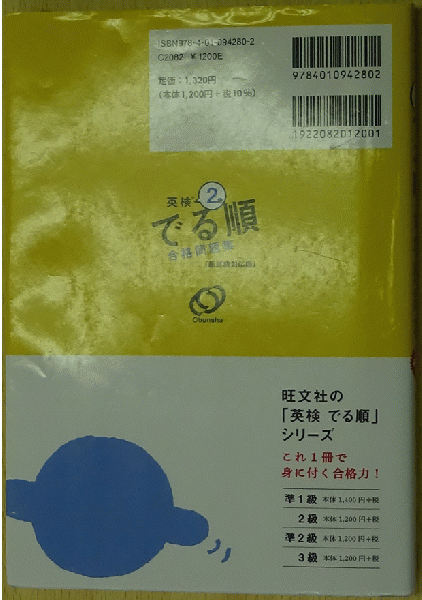 ISBN978-4-01-094280-2
C2082 ¥1200E
定価：1,320円
(本体1,200円＋税10%)
9784010942802
1922082012001
英検 2
でる順
合格問題集
Obunsha
旺文社の
「英検 でる順」
シリーズ
これ1冊で
身に付く合格力！
準1級 本体1,400円＋税
2級 本体1,200円＋税
準2級 本体1,200円＋税
3級 本体1,200円＋税